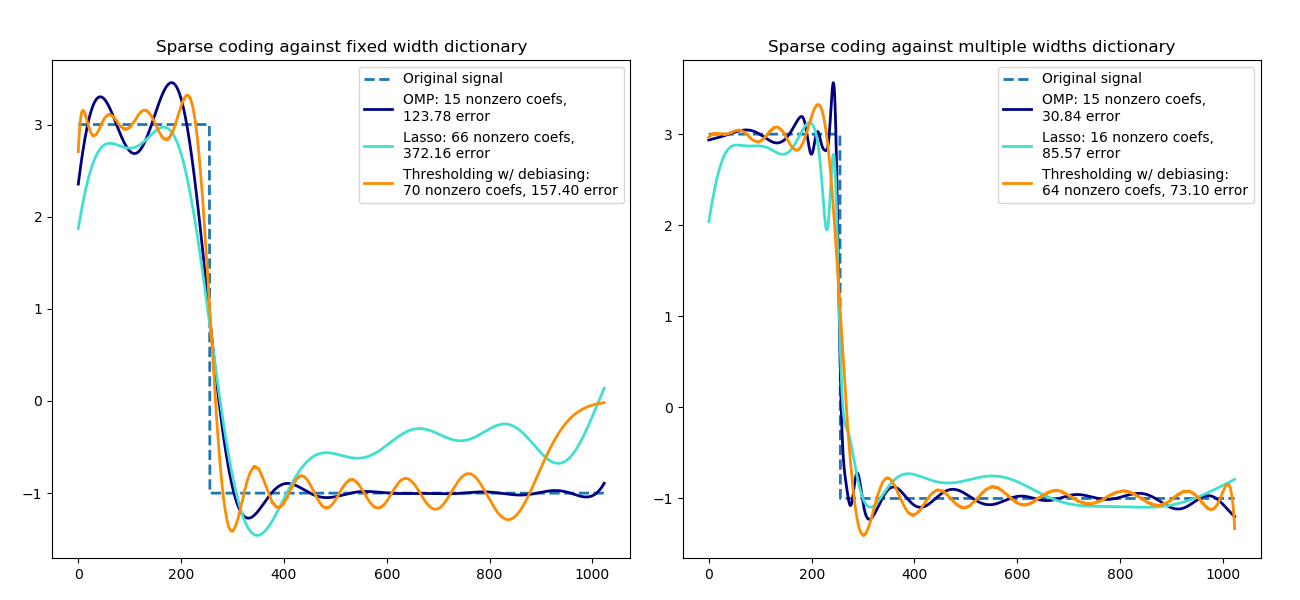 Sparse coding against fixed width dictionary
Original signal
OMP: 15 nonzero coefs,
123.78 error
Lasso: 66 nonzero coefs,
372.16 error
Thresholding w/ debiasing:
70 nonzero coefs, 157.40 error
3
2
1
0
−1
0
200
400
600
800
1000
Sparse coding against multiple widths dictionary
Original signal
OMP: 15 nonzero coefs,
30.84 error
Lasso: 16 nonzero coefs,
85.57 error
Thresholding w/ debiasing:
64 nonzero coefs, 73.10 error
3
2
1
0
−1
0
200
400
600
800
1000